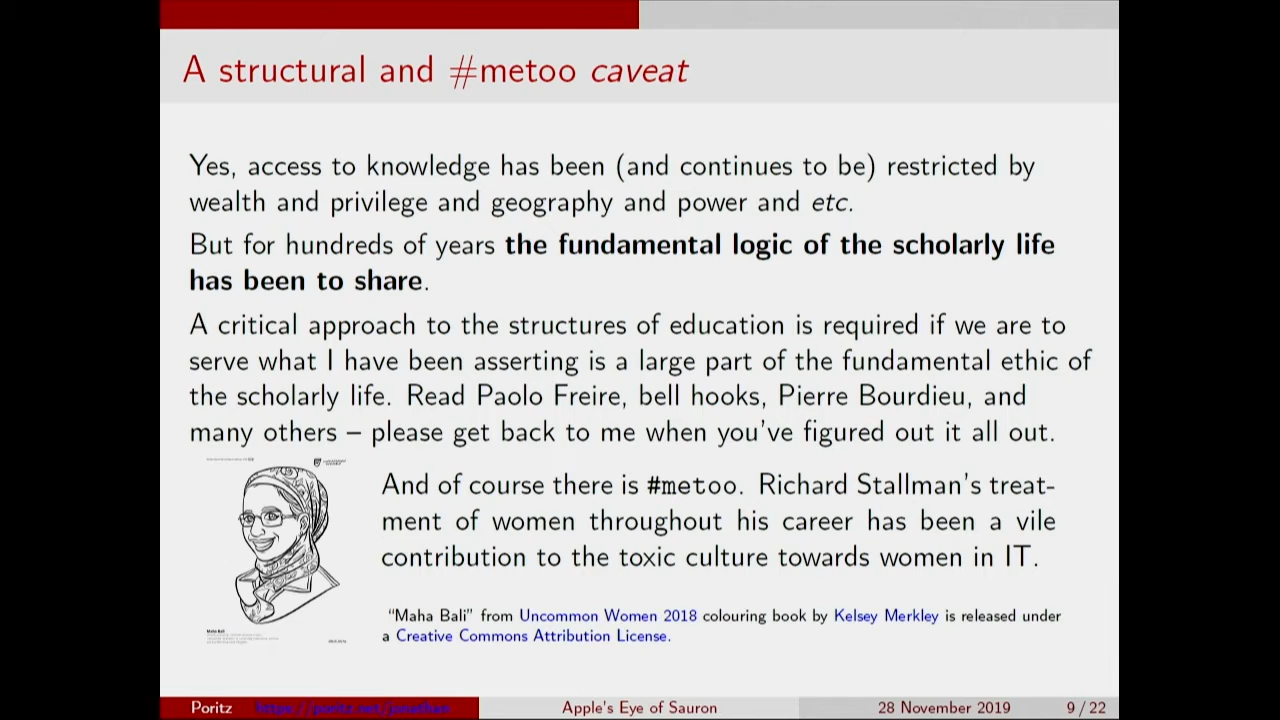 A structural and #metoo caveat
Yes, access to knowledge has been (and continues to be) restricted by
wealth and privilege and geography and power and etc.
But for hundreds of years the fundamental logic of the scholarly life
has been to share.
A critical approach to the structures of education is required if we are to
serve what I have been asserting is a large part of the fundamental ethic of
the scholarly life. Read Paolo Freire, bell hooks, Pierre Bourdieu, and
many others – please get back to me when you've figured out it all out.
And of course there is #metoo. Richard Stallman's treat-
ment of women throughout his career has been a vile
contribution to the toxic culture towards women in IT.
Maha Bali
"Maha Bali" from Uncommon Women 2018 colouring book by Kelsey Merkley is released under
a Creative Commons Attribution License.
Poritz https://poritz.net/jonathan Apple's Eye of Sauron 28 November 2019 9 / 22